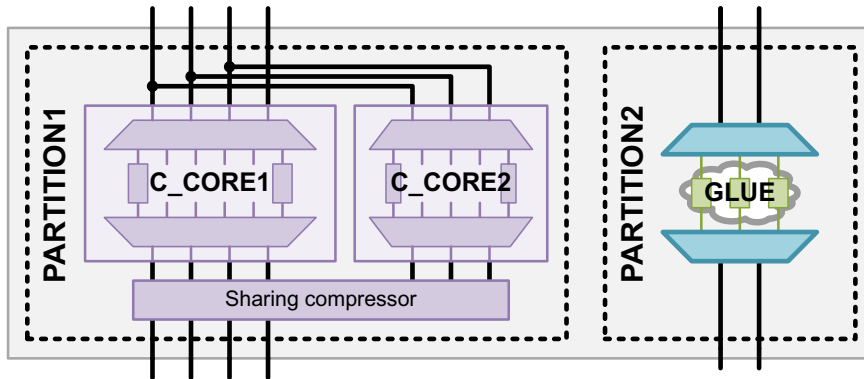 PARTITION1
C_CORE1
C_CORE2
Sharing compressor
PARTITION2
GLUE